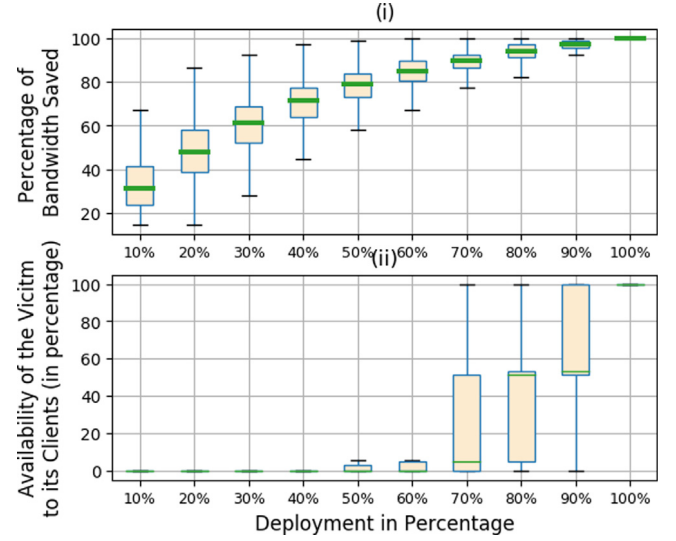 (i)
Percentage of
Bandwidth Saved
100
80
60
40
20
10% 20% 30% 40% 50% 60% 70% 80% 90% 100%
(ii)
Availability of the Vicitm
to its Clients (in percentage)
100
80
60
40
20
0
10% 20% 30% 40% 50% 60% 70% 80% 90% 100%
Deployment in Percentage